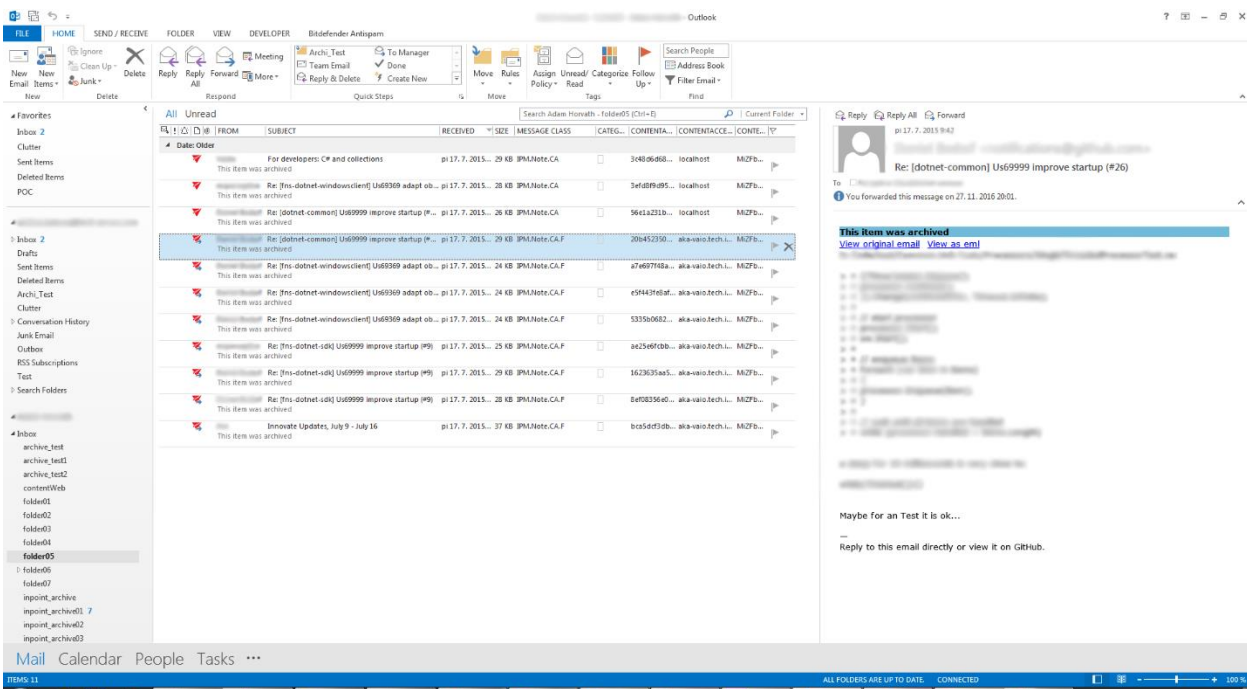 Outlook
FILE HOME SEND / RECEIVE FOLDER VIEW DEVELOPER Bitdefender Antispam
New Email
New Items
Ignore
Clean Up
Junk
Delete
Reply
Reply All
Forward
Meeting
More
Archi_Test
Team Email
Reply & Delete
To Manager
Done
Create New
Move
Rules
Assign Policy
Unread/ Read
Categorize
Follow Up
Search People
Address Book
Filter Email
New Delete Respond Quick Steps Move Tags Find
Favorites
Inbox 2
Clutter
Sent Items
Deleted Items
POC
Inbox 2
Drafts
Sent Items
Deleted Items
Archi_Test
Clutter
Conversation History
Junk Email
Outbox
RSS Subscriptions
Test
Search Folders
Inbox
archive_test
archive_test1
archive_test2
contentWeb
folder01
folder02
folder03
folder04
folder05
folder06
folder07
inpoint_archive
inpoint_archive01 7
inpoint_archive02
inpoint_archive03
All Unread
Search Adam Horvath - folder05 (Ctrl+E) Current Folder
FROM SUBJECT RECEIVED SIZE MESSAGE CLASS CATEG... CONTENTA... CONTENTACCE... CONTE...
Date: Older
For developers: C# and collections pi 17. 7. 2015... 29 KB IPM.Note.CA 3c48d6d68... localhost MiZFb...
This item was archived
Re: [fns-dotnet-windowsclient] Us69369 adapt ob... pi 17. 7. 2015... 28 KB IPM.Note.CA 3efd8f9d95... localhost MiZFb...
This item was archived
Re: [dotnet-common] Us69999 improve startup (#... pi 17. 7. 2015... 26 KB IPM.Note.CA 56e1a231b... localhost MiZFb...
This item was archived
Re: [dotnet-common] Us69999 improve startup (#... pi 17. 7. 2015... 29 KB IPM.Note.CA.F 20b452350... aka-vaio.tech.i... MiZFb...
This item was archived
Re: [fns-dotnet-windowsclient] Us69369 adapt ob... pi 17. 7. 2015... 24 KB IPM.Note.CA.F a7e697f48a... aka-vaio.tech.i... MiZFb...
This item was archived
Re: [fns-dotnet-windowsclient] Us69369 adapt ob... pi 17. 7. 2015... 24 KB IPM.Note.CA.F e5f443fe8af... aka-vaio.tech.i... MiZFb...
This item was archived
Re: [fns-dotnet-windowsclient] Us69369 adapt ob... pi 17. 7. 2015... 24 KB IPM.Note.CA.F 5335b0682... aka-vaio.tech.i... MiZFb...
This item was archived
Re: [fns-dotnet-sdk] Us69999 improve startup (#9) pi 17. 7. 2015... 25 KB IPM.Note.CA.F ae25e6fcbb... aka-vaio.tech.i... MiZFb...
This item was archived
Re: [fns-dotnet-sdk] Us69999 improve startup (#9) pi 17. 7. 2015... 29 KB IPM.Note.CA.F 1623635aa5... aka-vaio.tech.i... MiZFb...
This item was archived
Re: [fns-dotnet-sdk] Us69999 improve startup (#9) pi 17. 7. 2015... 28 KB IPM.Note.CA.F 8ef08356e0... aka-vaio.tech.i... MiZFb...
This item was archived
Innovate Updates, July 9 - July 16 pi 17. 7. 2015... 37 KB IPM.Note.CA.F bca5dcf3db... aka-vaio.tech.i... MiZFb...
This item was archived
Reply Reply All Forward
pi 17. 7. 2015 9:42
Re: [dotnet-common] Us69999 improve startup (#26)
To
You forwarded this message on 27. 11. 2016 20:01.
This item was archived
View original email View as eml
Maybe for an Test it is ok...
—
Reply to this email directly or view it on GitHub.
Mail Calendar People Tasks ...
ITEMS: 11 ALL FOLDERS ARE UP TO DATE. CONNECTED 100 %